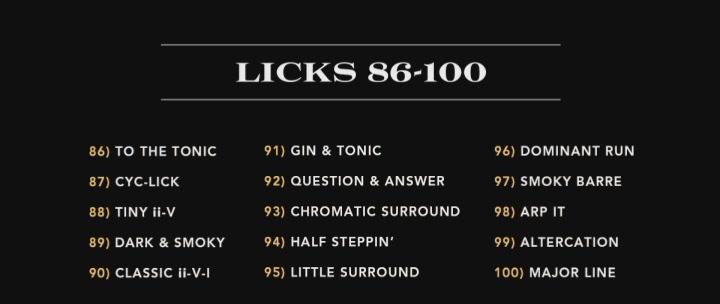 LICKS 86-100
86) TO THE TONIC
87) CYC-LICK
88) TINY ii-V
89) DARK & SMOKY
90) CLASSIC ii-V-I
91) GIN & TONIC
92) QUESTION & ANSWER
93) CHROMATIC SURROUND
94) HALF STEPPIN'
95) LITTLE SURROUND
96) DOMINANT RUN
97) SMOKY BARRE
98) ARP IT
99) ALTERCATION
100) MAJOR LINE